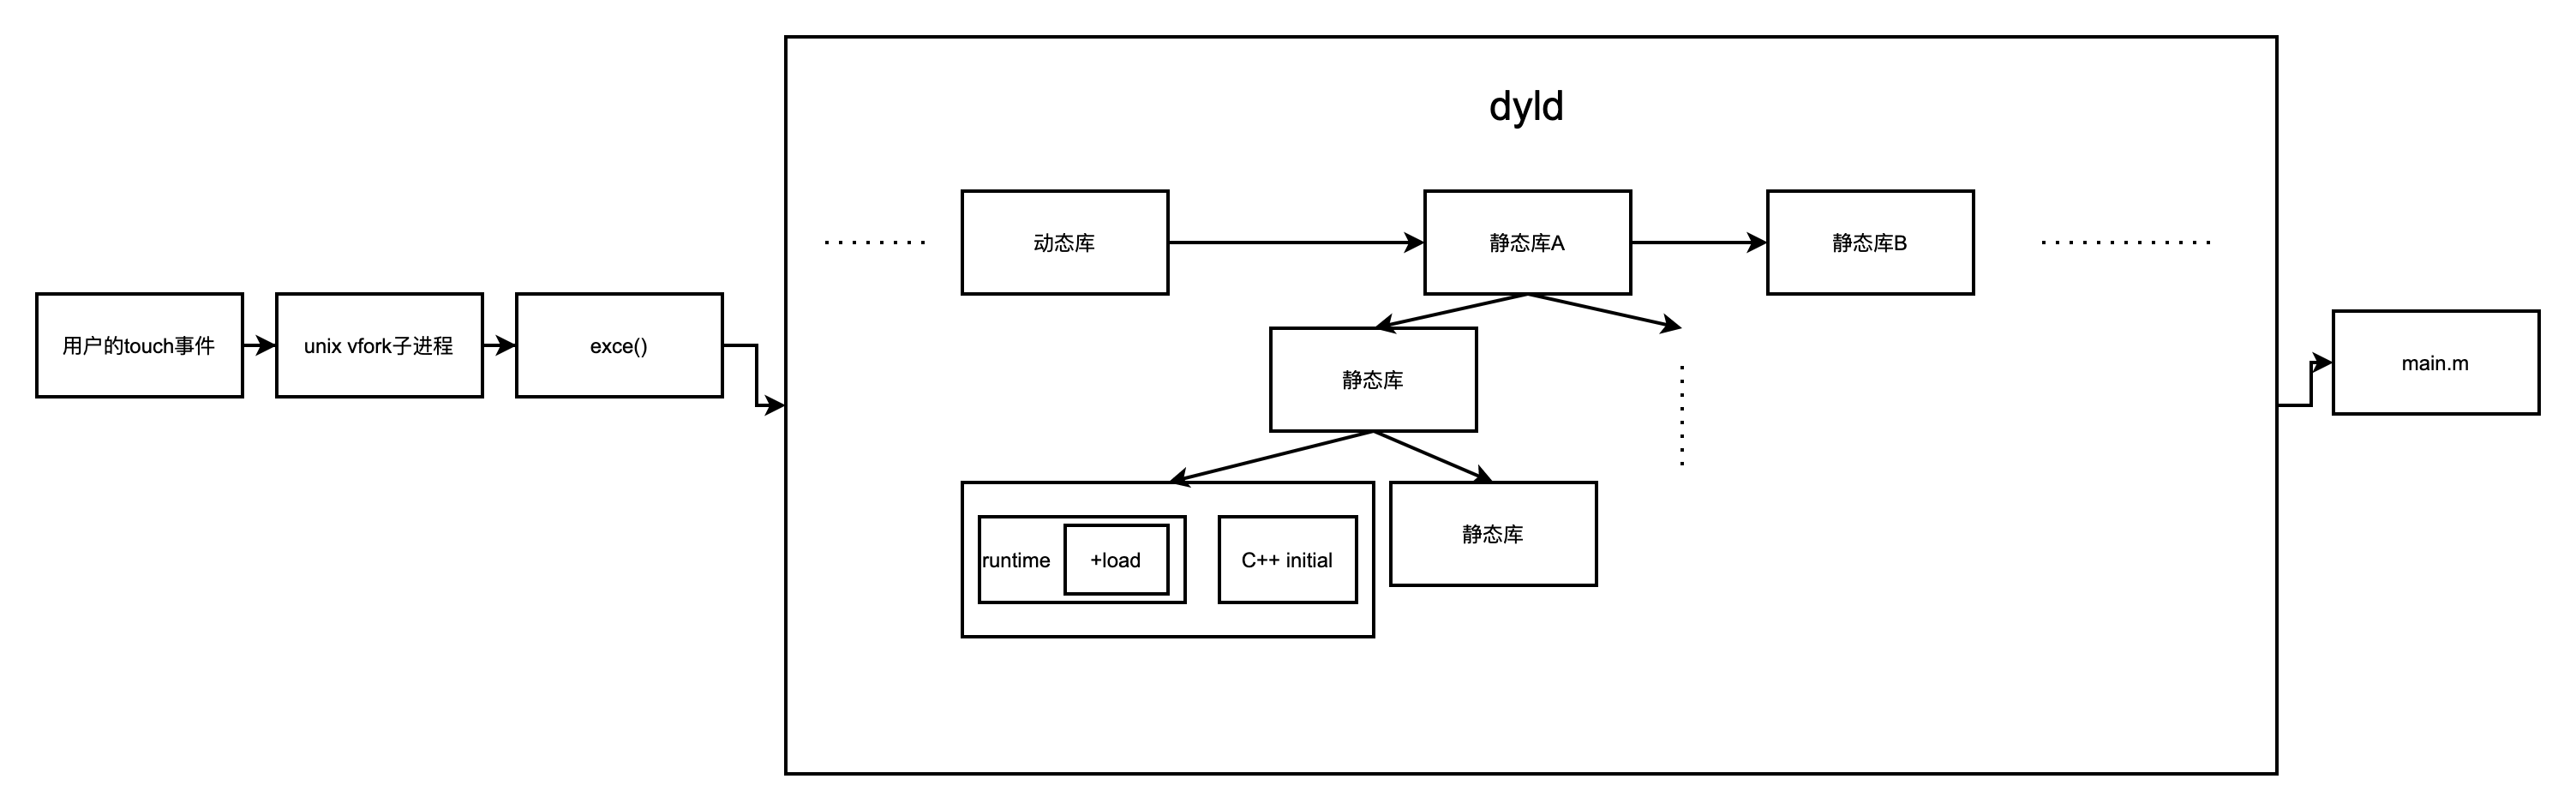 dyld
动态库
静态库A
静态库B
用户的touch事件
unix vfork子进程
exce()
main.m
静态库
runtime
+load
C++ initial
静态库